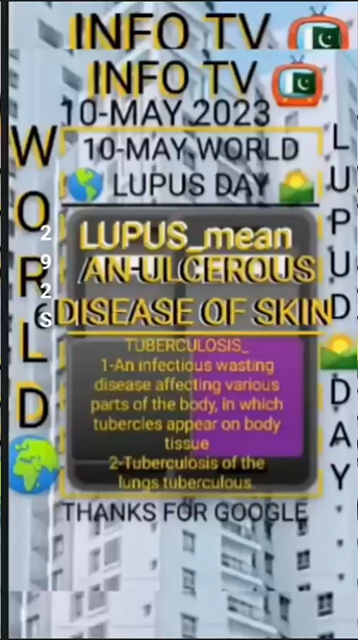 INFO TV
INFO TV
10-MAY 2023
10-MAY WORLD
LUPUS DAY
WORLD
LUPUS DAY
LUPUS_mean
AN-ULCEROUS
DISEASE OF SKIN
TUBERCULOSIS_
1-An infectious wasting
disease affecting various
parts of the body, in which
tubercles appear on body
tissue
2-Tuberculosis of the
lungs tuberculous.
THANKS FOR GOOGLE